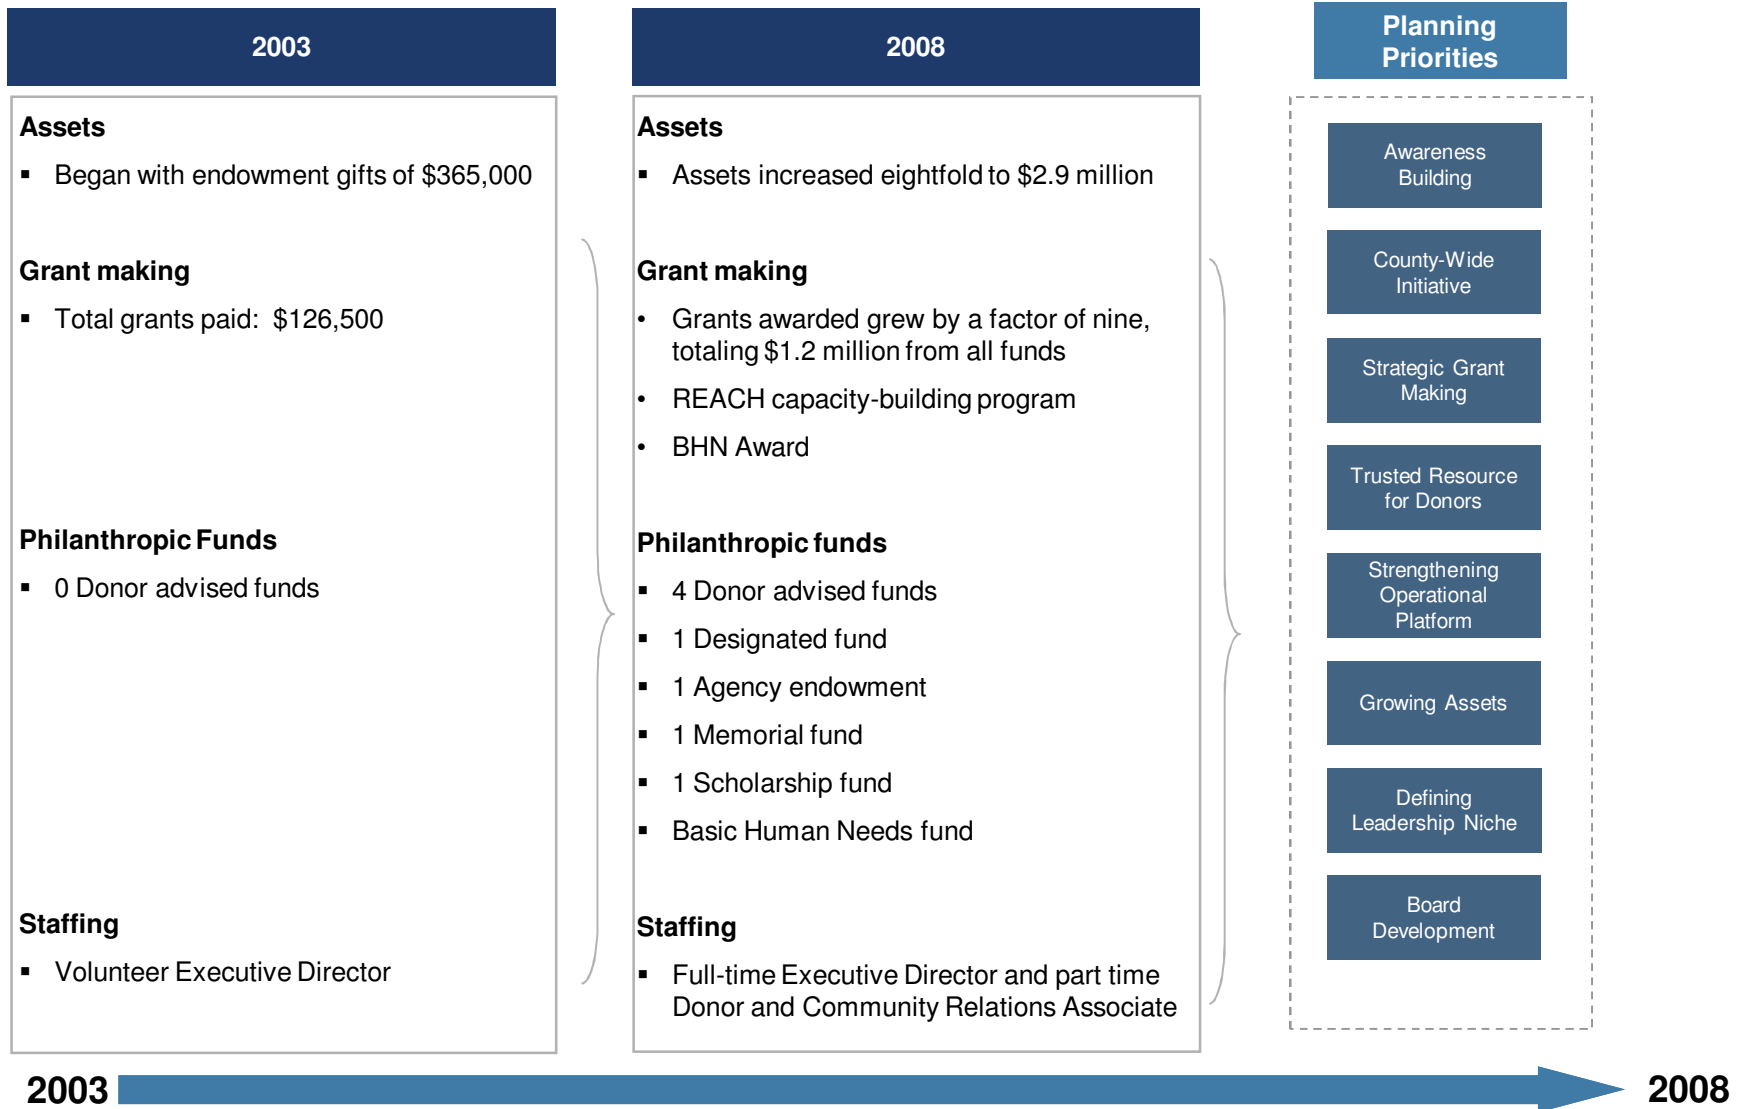 2003
Assets
▪ Began with endowment gifts of $365,000
Grant making
▪ Total grants paid: $126,500
Philanthropic Funds
▪ 0 Donor advised funds
Staffing
▪ Volunteer Executive Director
2008
Assets
▪ Assets increased eightfold to $2.9 million
Grant making
• Grants awarded grew by a factor of nine,
totaling $1.2 million from all funds
• REACH capacity-building program
• BHN Award
Philanthropic funds
▪ 4 Donor advised funds
▪ 1 Designated fund
▪ 1 Agency endowment
▪ 1 Memorial fund
▪ 1 Scholarship fund
▪ Basic Human Needs fund
Staffing
▪ Full-time Executive Director and part time
Donor and Community Relations Associate
Planning
Priorities
Awareness
Building
County-Wide
Initiative
Strategic Grant
Making
Trusted Resource
for Donors
Strengthening
Operational
Platform
Growing Assets
Defining
Leadership Niche
Board
Development
2003
2008